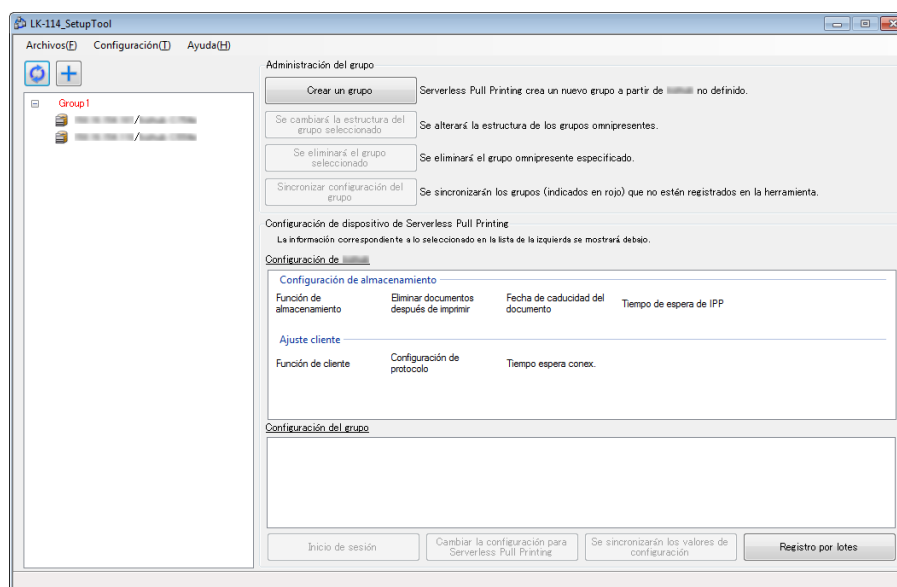 LK-114_SetupTool
Archivos(F) Configuración(T) Ayuda(H)
Group1
/
/
Administración del grupo
Crear un grupo
Serverless Pull Printing crea un nuevo grupo a partir de no definido.
Se cambiará la estructura del
grupo seleccionado
Se alterará la estructura de los grupos omnipresentes.
Se eliminará el grupo
seleccionado
Se eliminará el grupo omnipresente especificado.
Sincronizar configuración del
grupo
Se sincronizarán los grupos (indicados en rojo) que no estén registrados en la herramienta.
Configuración de dispositivo de Serverless Pull Printing
La información correspondiente a lo seleccionado en la lista de la izquierda se mostrará debajo.
Configuración de
Configuración de almacenamiento
Función de
almacenamiento
Eliminar documentos
después de imprimir
Fecha de caducidad del
documento
Tiempo de espera de IPP
Ajuste cliente
Función de cliente
Configuración de
protocolo
Tiempo espera conex.
Configuración del grupo
Inicio de sesión
Cambiar la configuración para
Serverless Pull Printing
Se sincronizarán los valores de
configuración
Registro por lotes